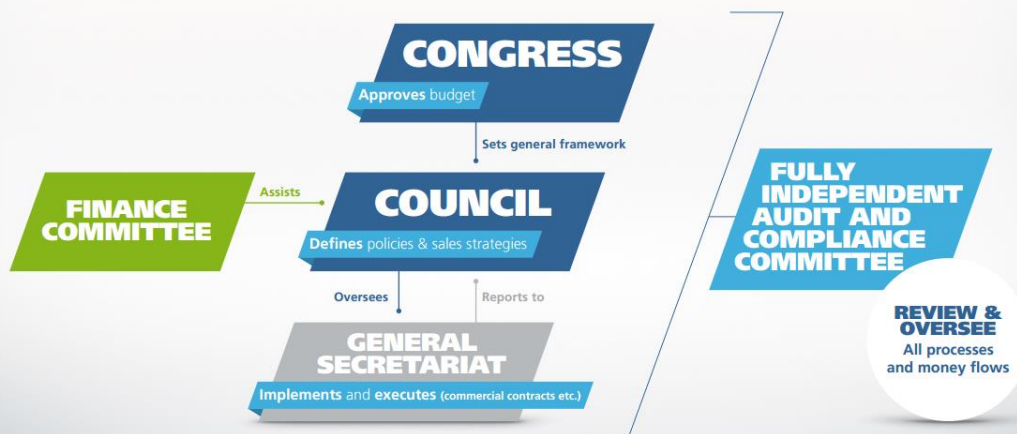 CONGRESS
Approves budget
Sets general framework
FINANCE
COMMITTEE
Assists
COUNCIL
Defines policies & sales strategies
Oversees
Reports to
GENERAL
SECRETARIAT
Implements and executes (commercial contracts etc.)
FULLY
INDEPENDENT
AUDIT AND
COMPLIANCE
COMMITTEE
REVIEW &
OVERSEE
All processes
and money flows